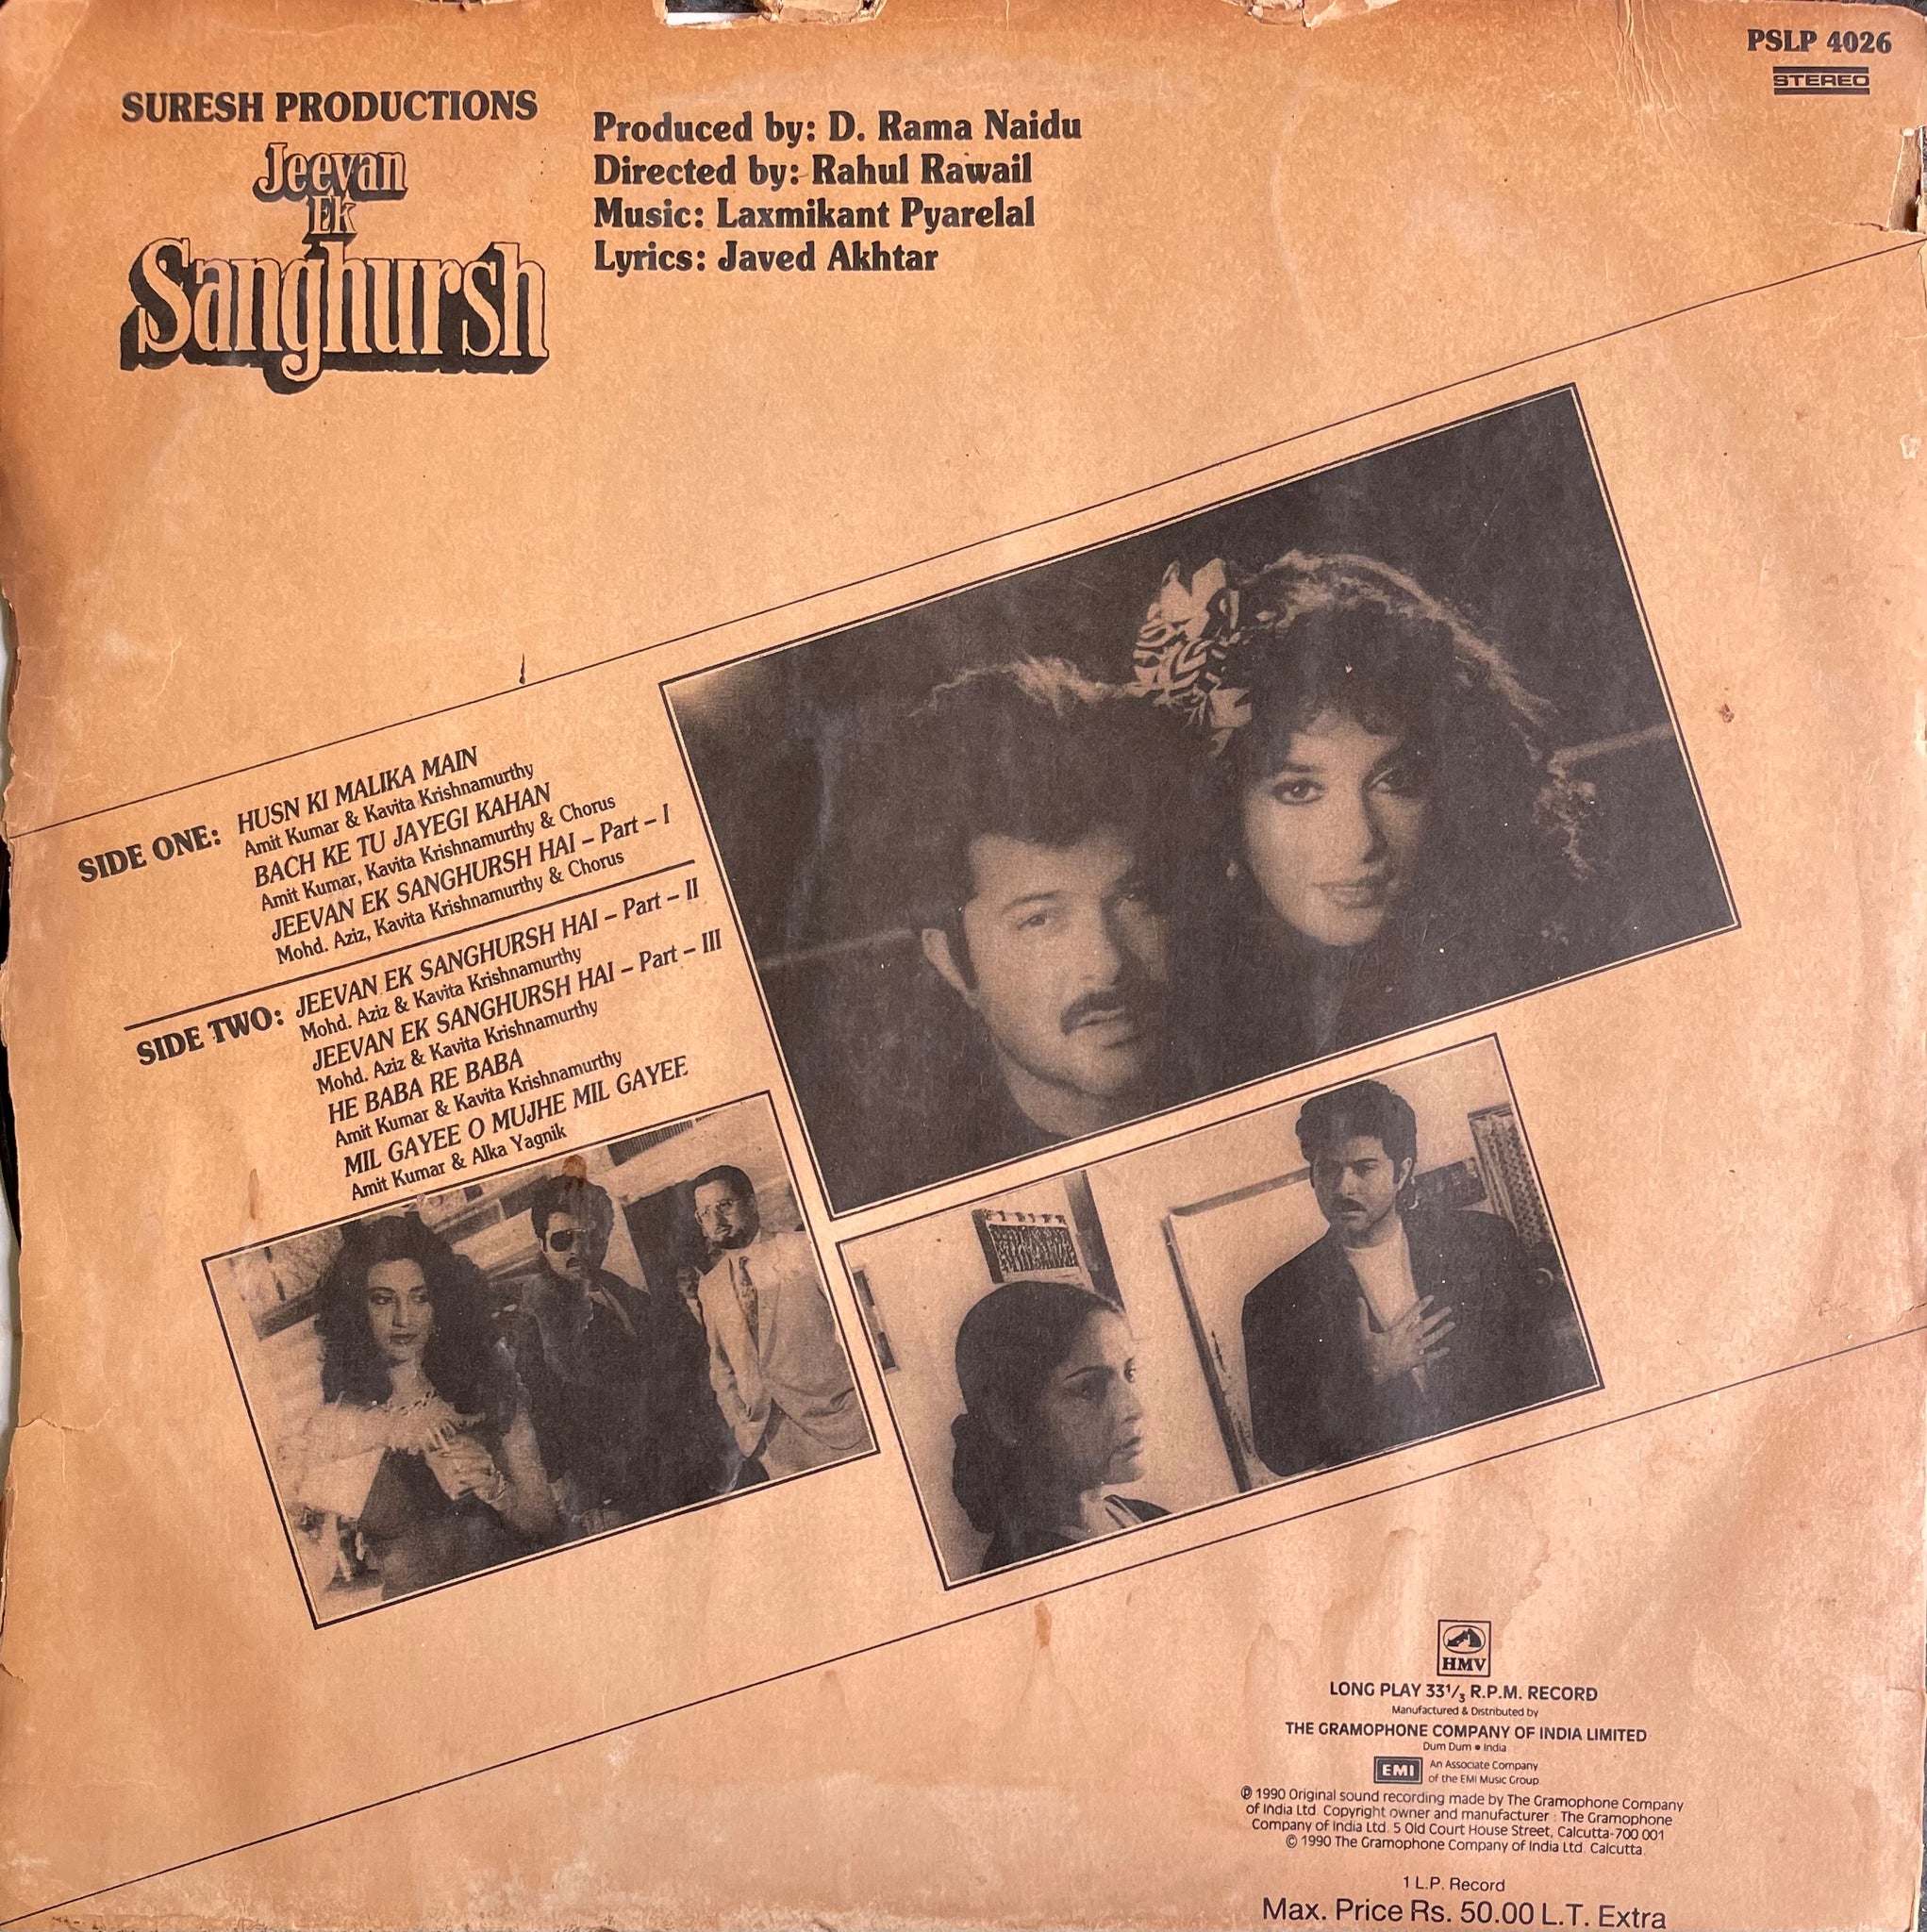 PSLP 4026
STEREO
SURESH PRODUCTIONS
Jeevan
Ek
Sanghursh
Produced by: D. Rama Naidu
Directed by: Rahul Rawail
Music: Laxmikant Pyarelal
Lyrics: Javed Akhtar
SIDE ONE: HUSN KI MALIKA MAIN
Amit Kumar & Kavita Krishnamurthy
BACH KE TU JAYEGI KAHAN
Amit Kumar, Kavita Krishnamurthy & Chorus
JEEVAN EK SANGHURSH HAI – Part – I
Mohd. Aziz, Kavita Krishnamurthy & Chorus
SIDE TWO: JEEVAN EK SANGHURSH HAI – Part – II
Mohd. Aziz & Kavita Krishnamurthy
JEEVAN EK SANGHURSH HAI – Part – III
Mohd. Aziz & Kavita Krishnamurthy
HE BABA RE BABA
Amit Kumar & Kavita Krishnamurthy
MIL GAYEE O MUJHE MIL GAYEE
Amit Kumar & Alka Yagnik
HMV
LONG PLAY 33⅓ R.P.M. RECORD
Manufactured & Distributed by
THE GRAMOPHONE COMPANY OF INDIA LIMITED
Dum Dum • India
EMI An Associate Company
of the EMI Music Group
℗ 1990 Original sound recording made by The Gramophone Company
of India Ltd. Copyright owner and manufacturer : The Gramophone
Company of India Ltd. 5 Old Court House Street, Calcutta-700 001
© 1990 The Gramophone Company of India Ltd. Calcutta.
1 L.P. Record
Max. Price Rs. 50.00 L.T. Extra